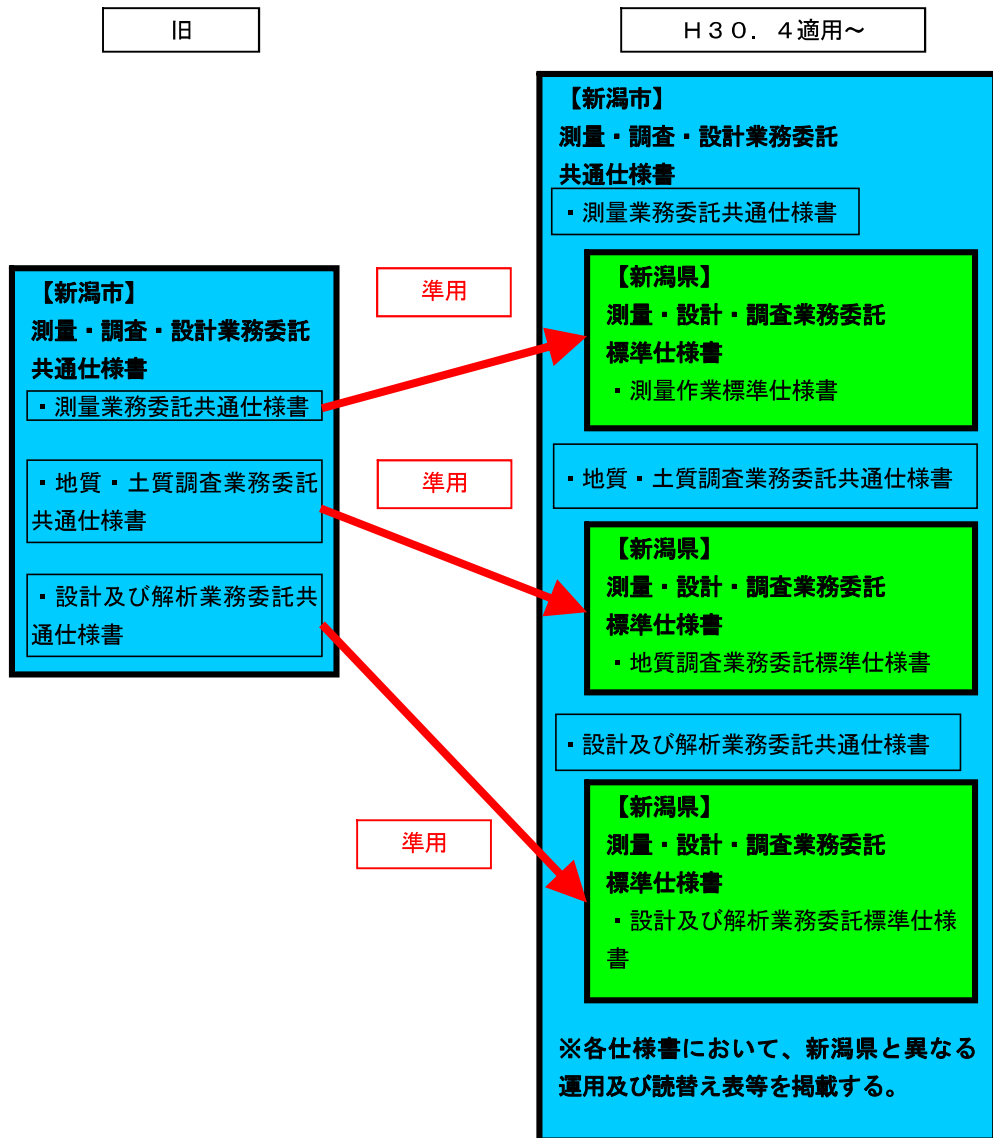 旧
H30.4適用~
【新潟市】
測量・調査・設計業務委託
共通仕様書
・測量業務委託共通仕様書
・地質・土質調査業務委託
共通仕様書
・設計及び解析業務委託共
通仕様書
準用
準用
準用
【新潟市】
測量・調査・設計業務委託
共通仕様書
・測量業務委託共通仕様書
【新潟県】
測量・設計・調査業務委託
標準仕様書
・測量作業標準仕様書
・地質・土質調査業務委託共通仕様書
【新潟県】
測量・設計・調査業務委託
標準仕様書
・地質調査業務委託標準仕様書
・設計及び解析業務委託共通仕様書
【新潟県】
測量・設計・調査業務委託
標準仕様書
・設計及び解析業務委託標準仕様
書
※各仕様書において、新潟県と異なる
運用及び読替え表等を掲載する。